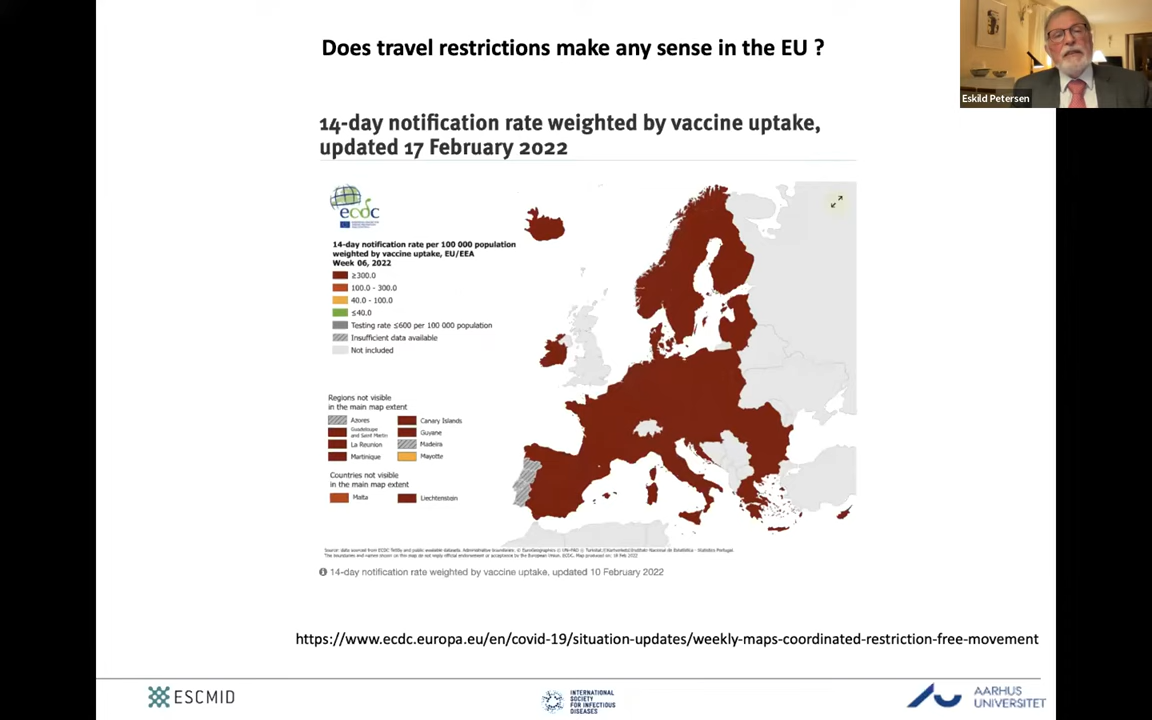 Does travel restrictions make any sense in the EU ?
Eskild Petersen
14-day notification rate weighted by vaccine uptake,
updated 17 February 2022
ecdc
14-day notification rate per 100 000 population
weighted by vaccine uptake, EU/EEA
Week 06, 2022
≥300.0
100.0 - 300.0
40.0 - 100.0
≤40.0
Testing rate ≤600 per 100 000 population
Insufficient data available
Not included
Regions not visible
in the main map extent
Azores
Canary Islands
Guadeloupe
and Saint Martin
Guyane
La Reunion
Madeira
Martinique
Mayotte
Countries not visible
in the main map extent
Malta
Liechtenstein
14-day notification rate weighted by vaccine uptake, updated 10 February 2022
https://www.ecdc.europa.eu/en/covid-19/situation-updates/weekly-maps-coordinated-restriction-free-movement
ESCMID
INTERNATIONAL
SOCIETY
FOR INFECTIOUS
DISEASES
AARHUS
UNIVERSITET